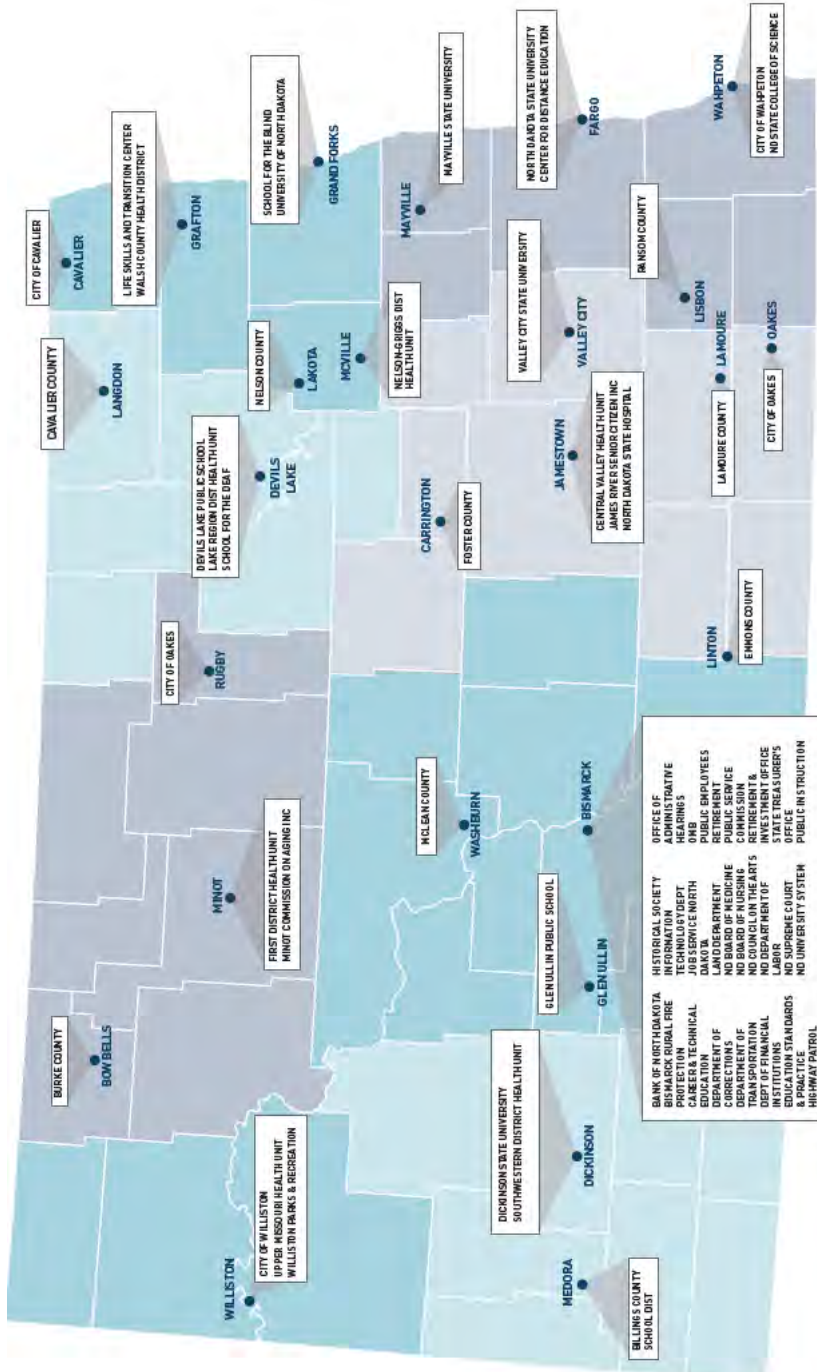 CITY OF CAVALIER
CAVALIER
CAVALIER COUNTY
LANGDON
LIFE SKILLS AND TRANSITION CENTER
WALSH COUNTY HEALTH DISTRICT
GRAFTON
SCHOOL FOR THE BLIND
UNIVERSITY OF NORTH DAKOTA
GRAND FORKS
NELSON COUNTY
LAKOTA
MCVILLE
NELSON-GRIGGS DIST
HEALTH UNIT
MAYVILLE
MAYVILLE STATE UNIVERSITY
DEVILS LAKE PUBLIC SCHOOL
LAKE REGION DIST HEALTH UNIT
SCHOOL FOR THE DEAF
DEVILS
LAKE
CITY OF OAKES
RUGBY
FIRST DISTRICT HEALTH UNIT
MINOT COMMISSION ON AGING INC
MINOT
BURKE COUNTY
BOWBELLS
CITY OF WILLISTON
UPPER MISSOURI HEALTH UNIT
WILLISTON PARKS & RECREATION
WILLISTON
MCLEAN COUNTY
WASHBURN
CARRINGTON
FOSTER COUNTY
VALLEY CITY STATE UNIVERSITY
VALLEY CITY
NORTH DAKOTA STATE UNIVERSITY
CENTER FOR DISTANCE EDUCATION
FARGO
JAMESTOWN
CENTRAL VALLEY HEALTH UNIT
JAMES RIVER SENIOR CITIZEN INC
NORTH DAKOTA STATE HOSPITAL
BISMARCK
GLEN ULLIN PUBLIC SCHOOL
GLEN ULLIN
DICKINSON STATE UNIVERSITY
SOUTHWESTERN DISTRICT HEALTH UNIT
DICKINSON
MEDORA
BILLINGS COUNTY
SCHOOL DIST
BANK OF NORTH DAKOTA
BISMARCK RURAL FIRE
PROTECTION
CAREER & TECHNICAL
EDUCATION
DEPARTMENT OF
CORRECTIONS
DEPARTMENT OF
TRANSPORTATION
DEPT OF FINANCIAL
INSTITUTIONS
EDUCATION STANDARDS
& PRACTICE
HIGHWAY PATROL
HISTORICAL SOCIETY
INFORMATION
TECHNOLOGY DEPT
JOB SERVICE NORTH
DAKOTA
LAND DEPARTMENT
ND BOARD OF MEDICINE
ND BOARD OF NURSING
ND COUNCIL ON THE ARTS
ND DEPARTMENT OF
LABOR
ND SUPREME COURT
ND UNIVERSITY SYSTEM
OFFICE OF
ADMINISTRATIVE
HEARINGS
OMB
PUBLIC EMPLOYEES
RETIREMENT
PUBLIC SERVICE
COMMISSION
RETIREMENT &
INVESTMENT OFFICE
STATE TREASURER'S
OFFICE
PUBLIC INSTRUCTION
LINTON
EMMONS COUNTY
RANSOM COUNTY
LISBON
LAMOURE
LAMOURE COUNTY
OAKES
CITY OF OAKES
WAHPETON
CITY OF WAHPETON
ND STATE COLLEGE OF SCIENCE